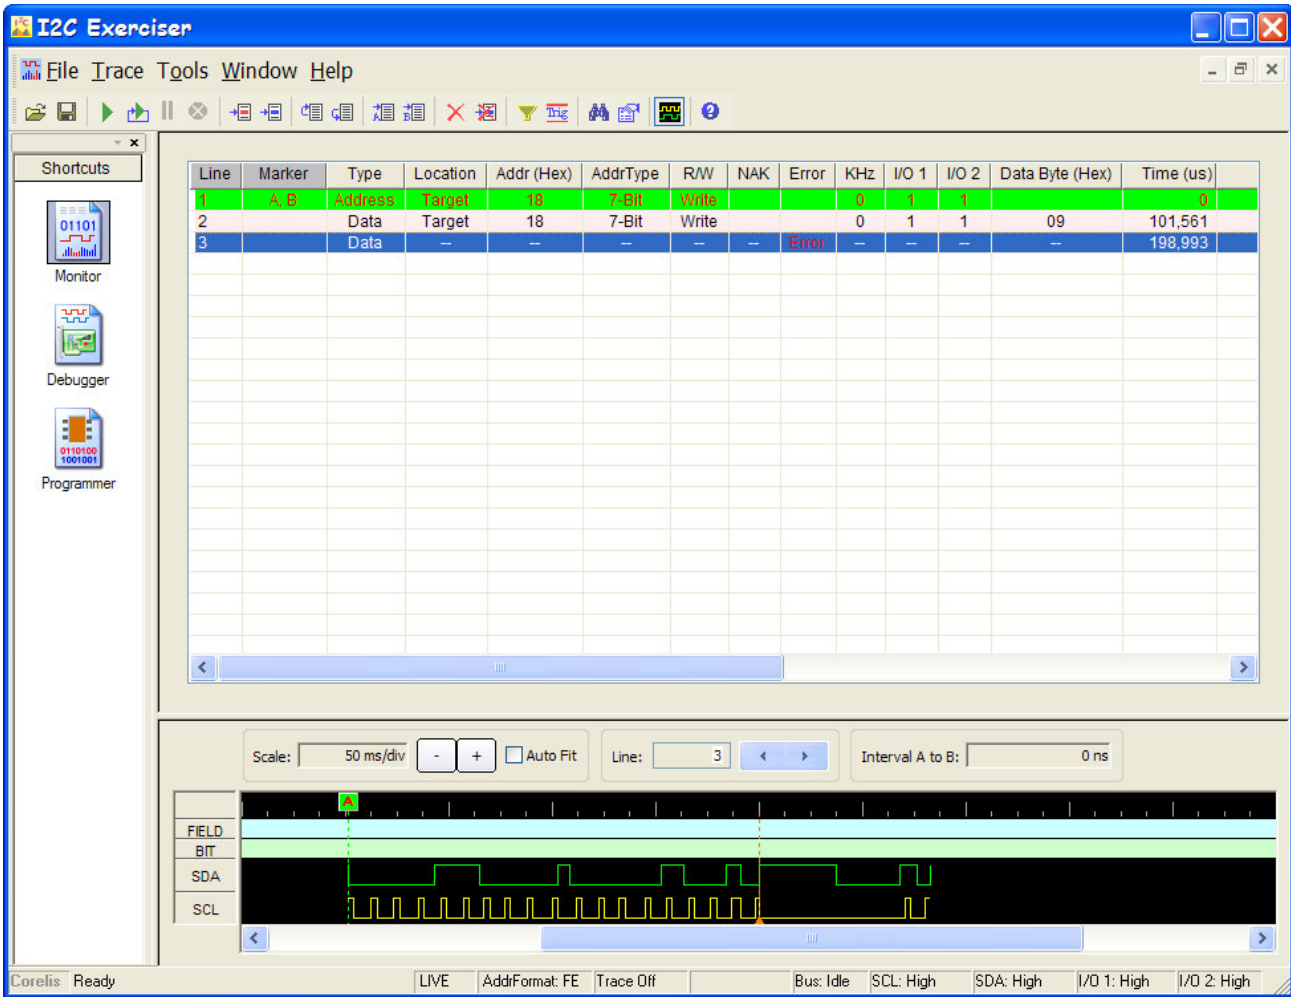 I2C Exerciser
File Trace Tools Window Help
Shortcuts
01101
Monitor
Debugger
0110100
1001001
Programmer
Line Marker Type Location Addr (Hex) AddrType R/W NAK Error KHz I/O 1 I/O 2 Data Byte (Hex) Time (us)
1 A, B Address Target 18 7-Bit Write 0 1 1 0
2 Data Target 18 7-Bit Write 0 1 1 09 101,561
3 Data -- -- -- -- -- Error -- -- -- -- 198,993
Scale: 50 ms/div - + Auto Fit Line: 3 Interval A to B: 0 ns
A
FIELD
BIT
SDA
SCL
Corelis Ready LIVE AddrFormat: FE Trace Off Bus: Idle SCL: High SDA: High I/O 1: High I/O 2: High